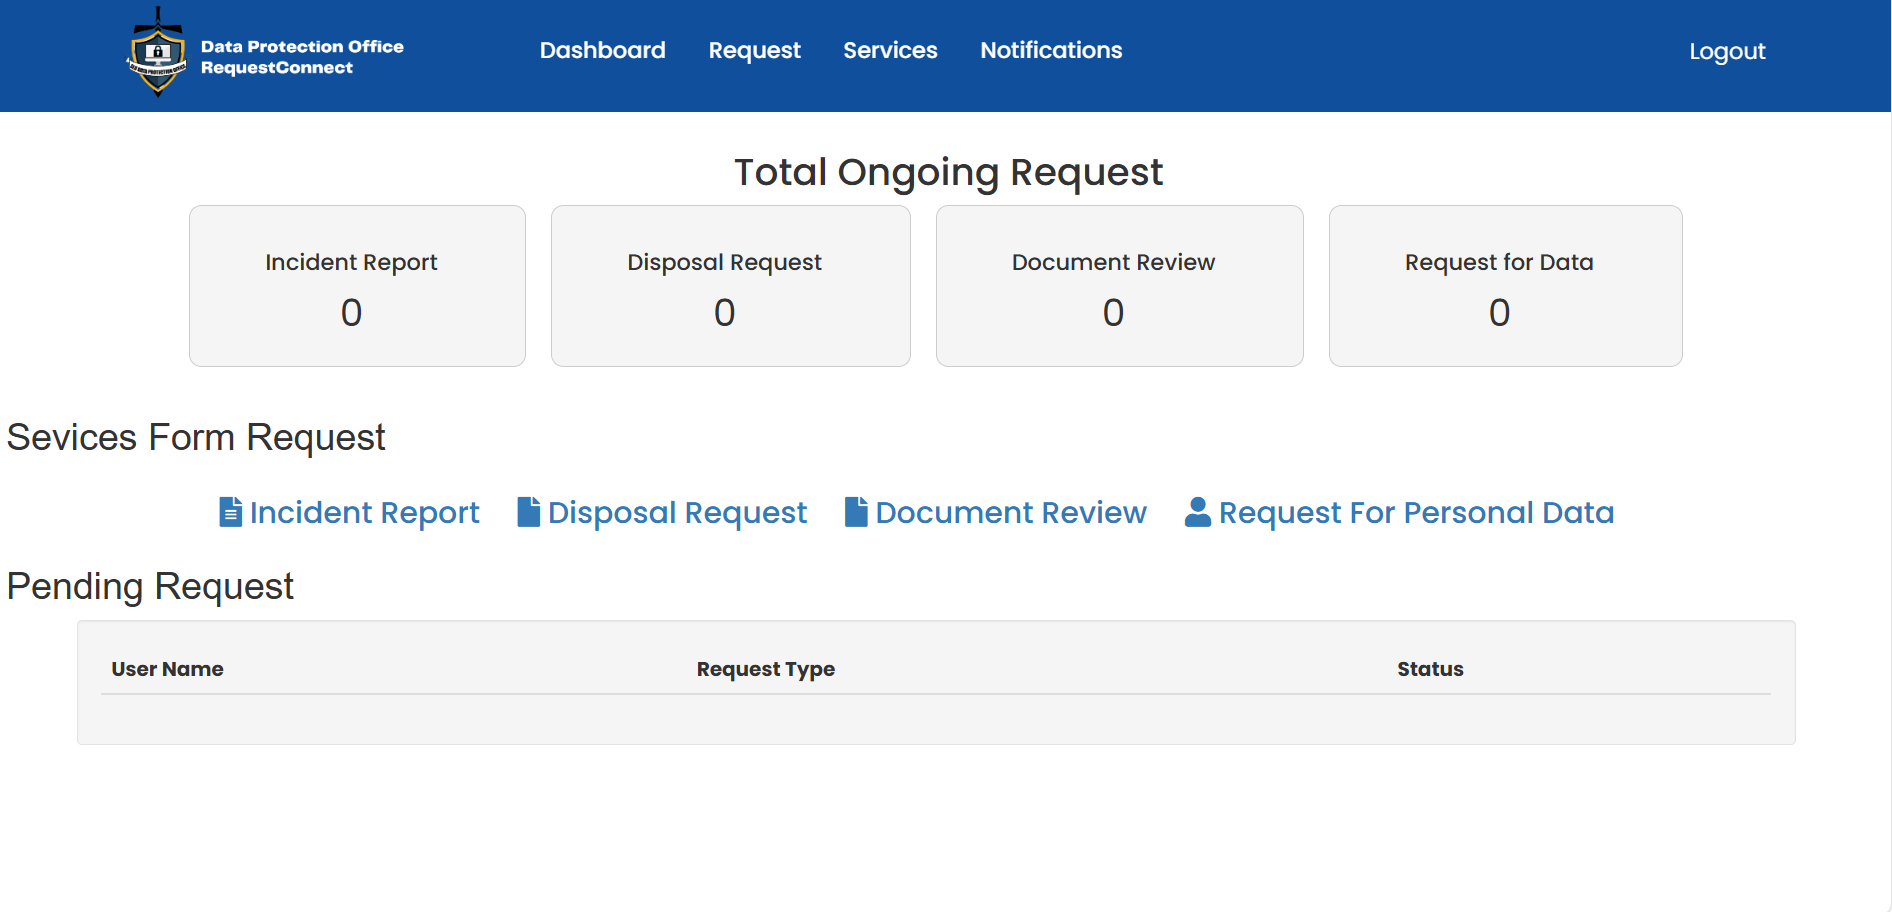 Data Protection Office
RequestConnect
Dashboard Request Services Notifications Logout
Total Ongoing Request
Incident Report Disposal Request Document Review Request for Data
0 0 0 0
Sevices Form Request
Incident Report Disposal Request Document Review Request For Personal Data
Pending Request
User Name Request Type Status